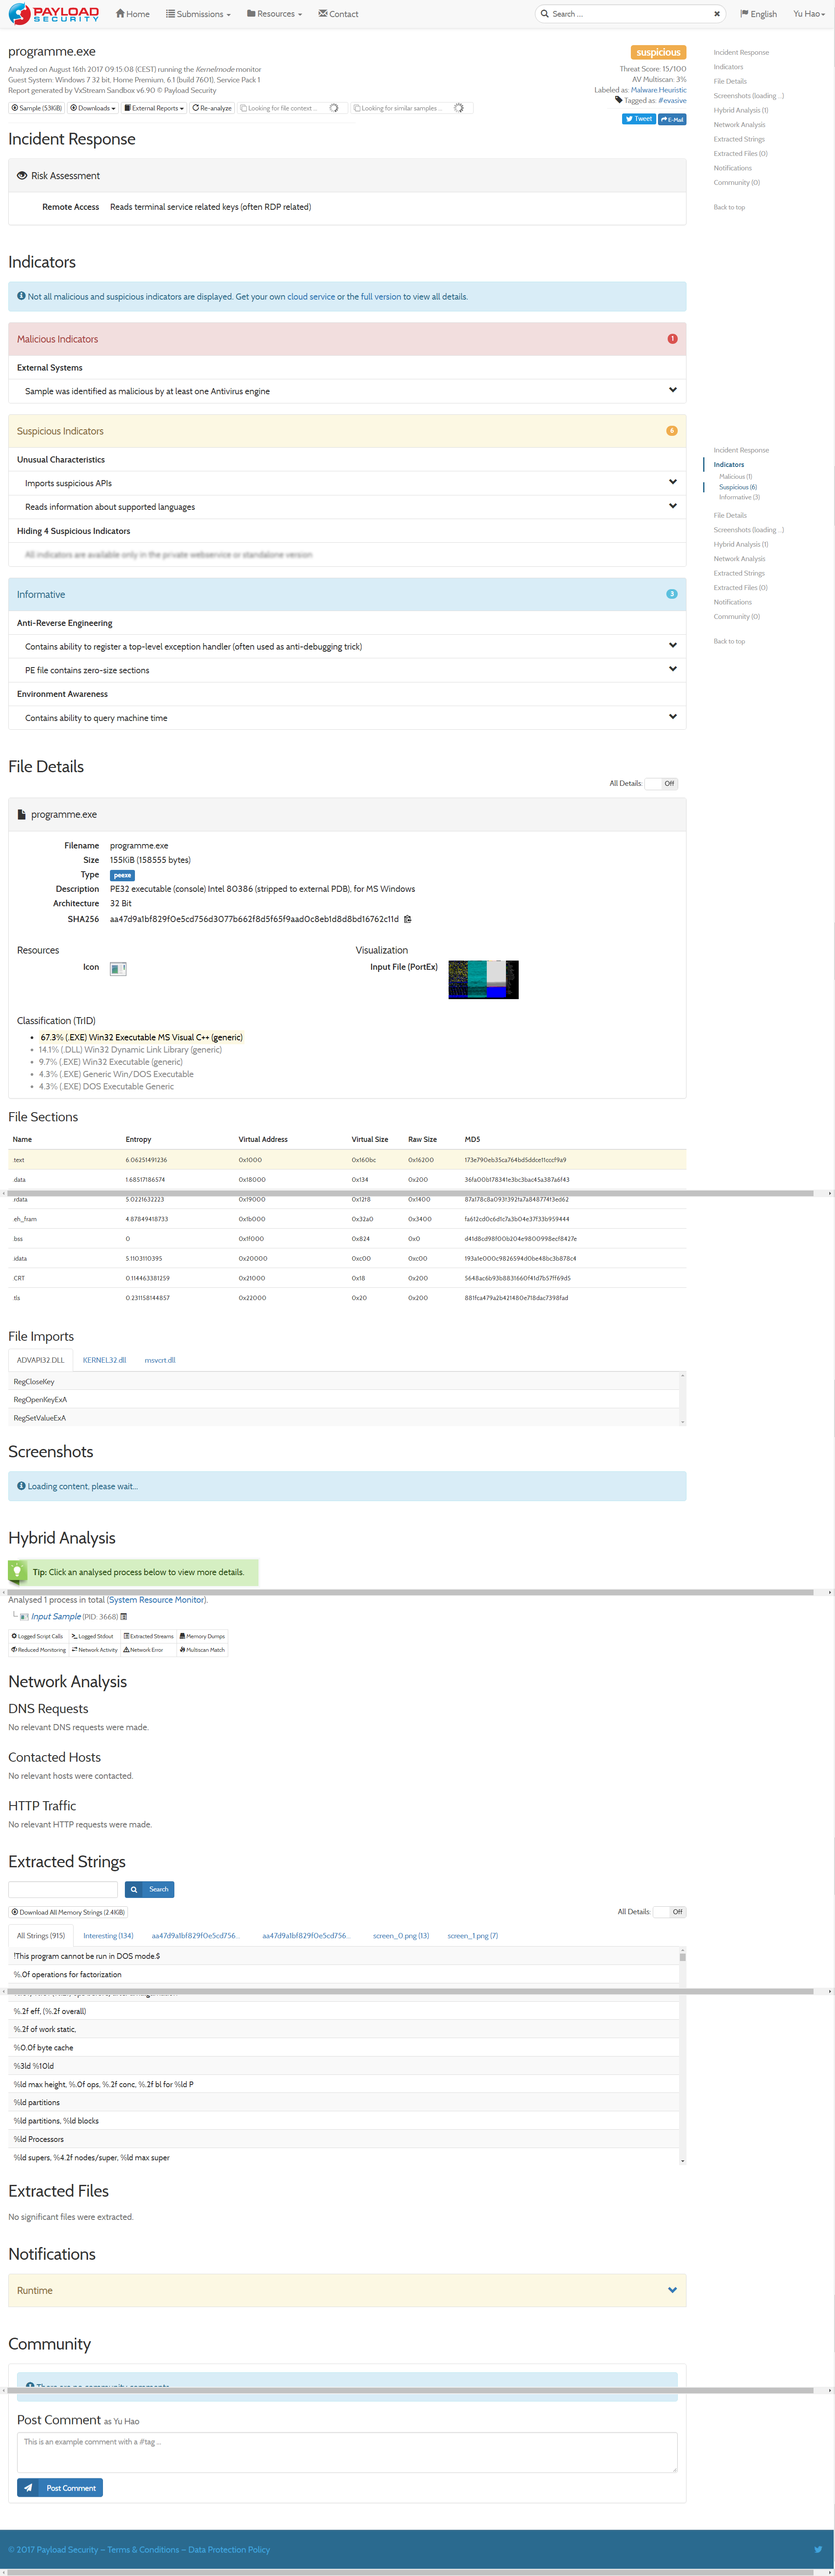 PAYLOAD SECURITY
Home
Submissions
Resources
Contact
Search ...
English
Yu Hao
programme.exe
suspicious
Analyzed on August 16th 2017 09:15:08 (CEST) running the Kernelmode monitor
Guest System: Windows 7 32 bit, Home Premium, 6.1 (build 7601), Service Pack 1
Report generated by VxStream Sandbox v6.90 © Payload Security
Threat Score: 15/100
AV Multiscan: 3%
Labeled as: Malware.Heuristic
Tagged as: #evasive
Sample (53KiB)
Downloads
External Reports
Re-analyze
Looking for file context ...
Looking for similar samples ...
Tweet
E-Mail
Incident Response
Indicators
File Details
Screenshots (loading ...)
Hybrid Analysis (1)
Network Analysis
Extracted Strings
Extracted Files (0)
Notifications
Community (0)
Back to top
Incident Response
Risk Assessment
Remote Access Reads terminal service related keys (often RDP related)
Indicators
Not all malicious and suspicious indicators are displayed. Get your own cloud service or the full version to view all details.
Malicious Indicators 1
External Systems
Sample was identified as malicious by at least one Antivirus engine
Suspicious Indicators 6
Unusual Characteristics
Imports suspicious APIs
Reads information about supported languages
Hiding 4 Suspicious Indicators
All indicators are available only in the private webservice or standalone version
Incident Response
Indicators
Malicious (1)
Suspicious (6)
Informative (3)
File Details
Screenshots (loading ...)
Hybrid Analysis (1)
Network Analysis
Extracted Strings
Extracted Files (0)
Notifications
Community (0)
Back to top
Informative 3
Anti-Reverse Engineering
Contains ability to register a top-level exception handler (often used as anti-debugging trick)
PE file contains zero-size sections
Environment Awareness
Contains ability to query machine time
File Details
All Details: Off
programme.exe
Filename programme.exe
Size 155KiB (158555 bytes)
Type peexe
Description PE32 executable (console) Intel 80386 (stripped to external PDB), for MS Windows
Architecture 32 Bit
SHA256 aa47d9a1bf829f0e5cd756d3077b662f8d5f65f9aad0c8eb1d8d8bd16762c11d
Resources
Icon
Visualization
Input File (PortEx)
Classification (TrID)
67.3% (.EXE) Win32 Executable MS Visual C++ (generic)
14.1% (.DLL) Win32 Dynamic Link Library (generic)
9.7% (.EXE) Win32 Executable (generic)
4.3% (.EXE) Generic Win/DOS Executable
4.3% (.EXE) DOS Executable Generic
File Sections
Name Entropy Virtual Address Virtual Size Raw Size MD5
.text 6.06251491236 0x1000 0x160bc 0x16200 173e790eb35ca764bd5ddce11cccf9a9
.data 1.68517186574 0x18000 0x134 0x200 36fa00b178341e3bc3bac45a387a6f43
.rdata 5.0221632223 0x19000 0x1218 0x1400 87a178c8a0931392fa7a848774f3ed62
.eh_fram 4.87849418733 0x1b000 0x32a0 0x3400 fa612cd0c6d1c7a3b04e37f33b959444
.bss 0 0x1f000 0x824 0x0 d41d8cd98f00b204e9800998ecf8427e
.idata 5.1103110395 0x20000 0xc00 0xc00 193a1e000c9826594d0be48bc3b878c4
.CRT 0.114463381259 0x21000 0x18 0x200 5648ac6b93b8831660f41d7b57ff69d5
.tls 0.231158144857 0x22000 0x20 0x200 881fca479a2b421480e718dac7398fad
File Imports
ADVAPI32.DLL
KERNEL32.dll
msvcrt.dll
RegCloseKey
RegOpenKeyExA
RegSetValueExA
Screenshots
Loading content, please wait...
Hybrid Analysis
Tip: Click an analysed process below to view more details.
Analysed 1 process in total (System Resource Monitor).
Input Sample (PID: 3668)
Logged Script Calls
Logged Stdout
Extracted Streams
Memory Dumps
Reduced Monitoring
Network Activity
Network Error
Multiscan Match
Network Analysis
DNS Requests
No relevant DNS requests were made.
Contacted Hosts
No relevant hosts were contacted.
HTTP Traffic
No relevant HTTP requests were made.
Extracted Strings
Search
Download All Memory Strings (2.4KiB)
All Details: Off
All Strings (915)
Interesting (134)
aa47d9a1bf829f0e5cd756...
aa47d9a1bf829f0e5cd756...
screen_0.png (13)
screen_1.png (7)
!This program cannot be run in DOS mode.$
%.0f operations for factorization
%.2f eff, (%.2f overall)
%.2f of work static,
%0.0f byte cache
%3ld %10ld
%ld max height, %.0f ops, %.2f conc, %.2f bl for %ld P
%ld partitions
%ld partitions, %ld blocks
%ld Processors
%ld supers, %4.2f nodes/super, %ld max super
Extracted Files
No significant files were extracted.
Notifications
Runtime
Community
Post Comment as Yu Hao
This is an example comment with a #tag ...
Post Comment
© 2017 Payload Security – Terms & Conditions – Data Protection Policy